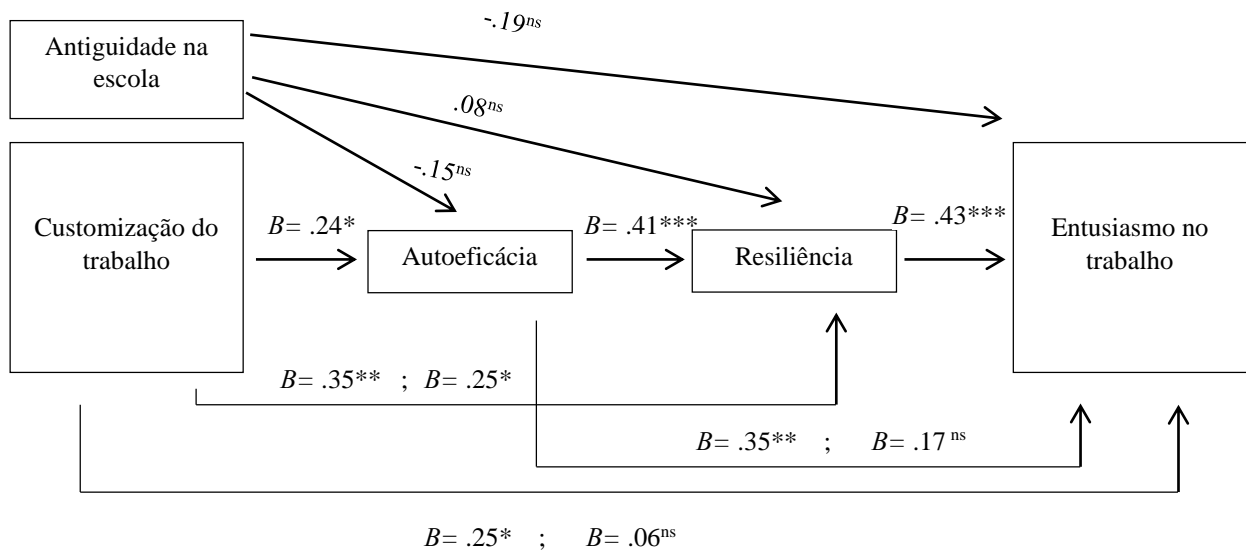 -.19ns
Antiguidade na
escola
.08ns
-.15ns
Customização do
trabalho
B= .24*
Autoeficácia
B= .41***
Resiliência
B= .43***
Entusiasmo no
trabalho
B= .35** ; B= .25*
B= .35** ; B= .17 ns
B= .25* ; B= .06ns